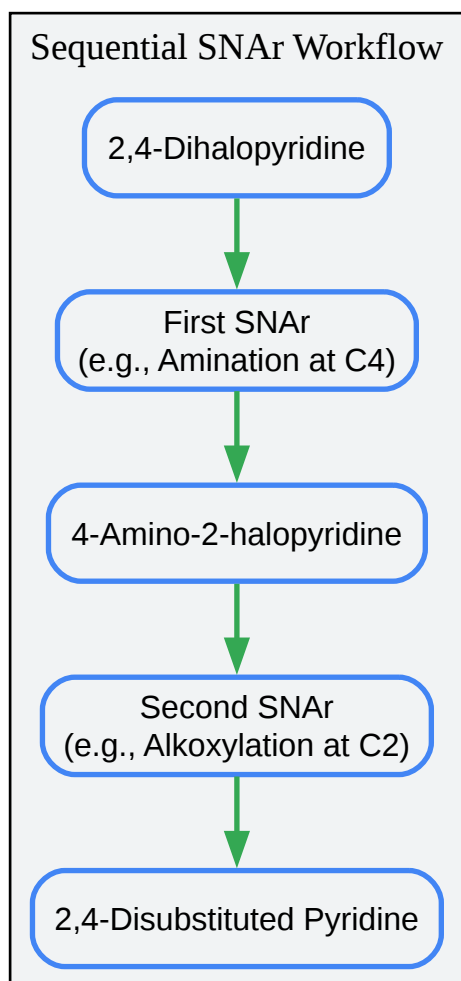 Sequential SNAr Workflow
2,4-Dihalopyridine
First SNAr
(e.g., Amination at C4)
4-Amino-2-halopyridine
Second SNAr
(e.g., Alkoxylation at C2)
2,4-Disubstituted Pyridine